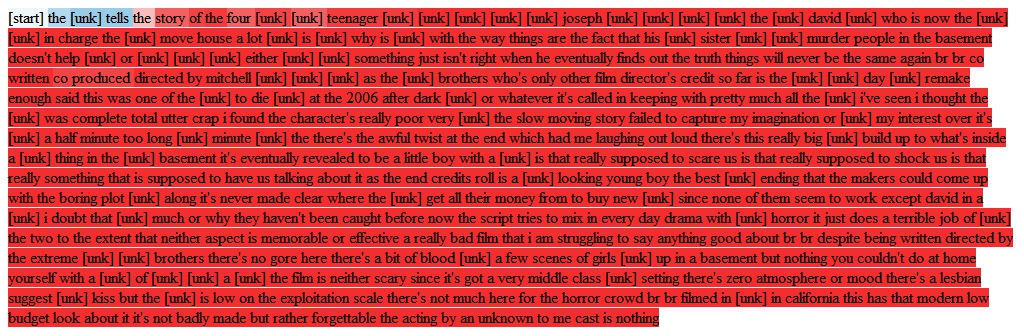 [start] the [unk] tells the story of the four [unk] [unk] teenager [unk] [unk] [unk] [unk] [unk] joseph [unk] [unk] [unk] [unk] the [unk] david [unk] who is now the [unk]
[unk] in charge the [unk] move house a lot [unk] is [unk] why is [unk] with the way things are the fact that his [unk] sister [unk] [unk] murder people in the basement
doesn't help [unk] or [unk] [unk] [unk] either [unk] [unk] something just isn't right when he eventually finds out the truth things will never be the same again br br co
written co produced directed by mitchell [unk] [unk] [unk] as the [unk] brothers who's only other film director's credit so far is the [unk] [unk] day [unk] remake
enough said this was one of the [unk] to die [unk] at the 2006 after dark [unk] or whatever it's called in keeping with pretty much all the [unk] i've seen i thought the
[unk] was complete total utter crap i found the character's really poor very [unk] the slow moving story failed to capture my imagination or [unk] my interest over it's
[unk] a half minute too long [unk] minute [unk] the there's the awful twist at the end which had me laughing out loud there's this really big [unk] build up to what's inside
a [unk] thing in the [unk] basement it's eventually revealed to be a little boy with a [unk] is that really supposed to scare us is that really supposed to shock us is that
really something that is supposed to have us talking about it as the end credits roll is a [unk] looking young boy the best [unk] ending that the makers could come up
with the boring plot [unk] along it's never made clear where the [unk] get all their money from to buy new [unk] since none of them seem to work except david in a
[unk] i doubt that [unk] much or why they haven't been caught before now the script tries to mix in every day drama with [unk] horror it just does a terrible job of [unk]
the two to the extent that neither aspect is memorable or effective a really bad film that i am struggling to say anything good about br br despite being written directed by
the extreme [unk] [unk] brothers there's no gore here there's a bit of blood [unk] a few scenes of girls [unk] up in a basement but nothing you couldn't do at home
yourself with a [unk] of [unk] [unk] a [unk] the film is neither scary since it's got a very middle class [unk] setting there's zero atmosphere or mood there's a lesbian
suggest [unk] kiss but the [unk] is low on the exploitation scale there's not much here for the horror crowd br br filmed in [unk] in california this has that modern low
budget look about it it's not badly made but rather forgettable the acting by an unknown to me cast is nothing